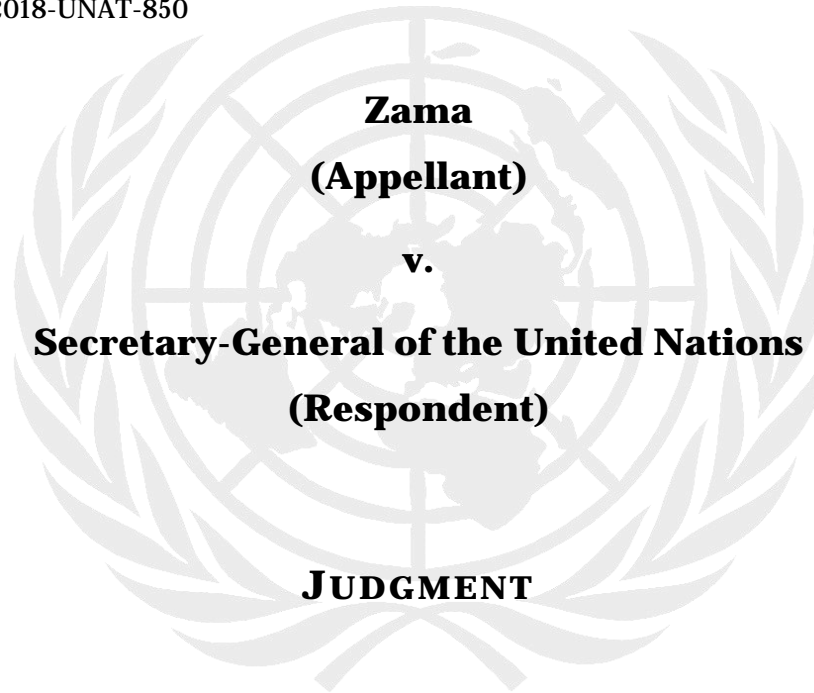 2018-UNAT-850
Zama
(Appellant)
v.
Secretary-General of the United Nations
(Respondent)
JUDGMENT